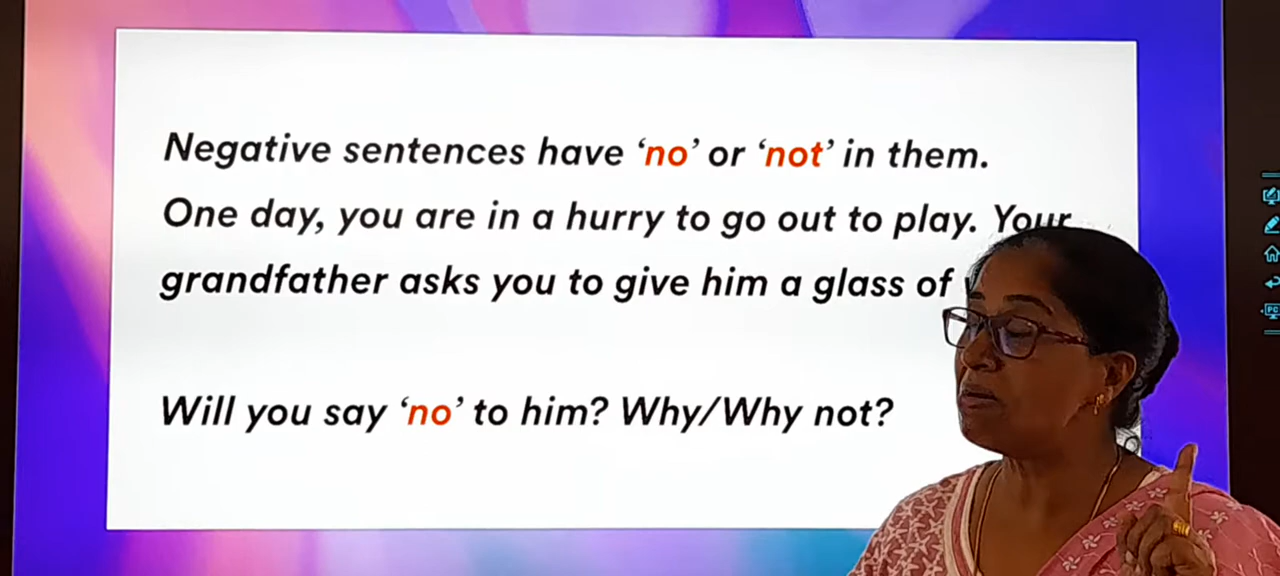 Negative sentences have ‘no’ or ‘not’ in them.
One day, you are in a hurry to go out to play. Your
grandfather asks you to give him a glass of
Will you say ‘no’ to him? Why/Why not?
PC